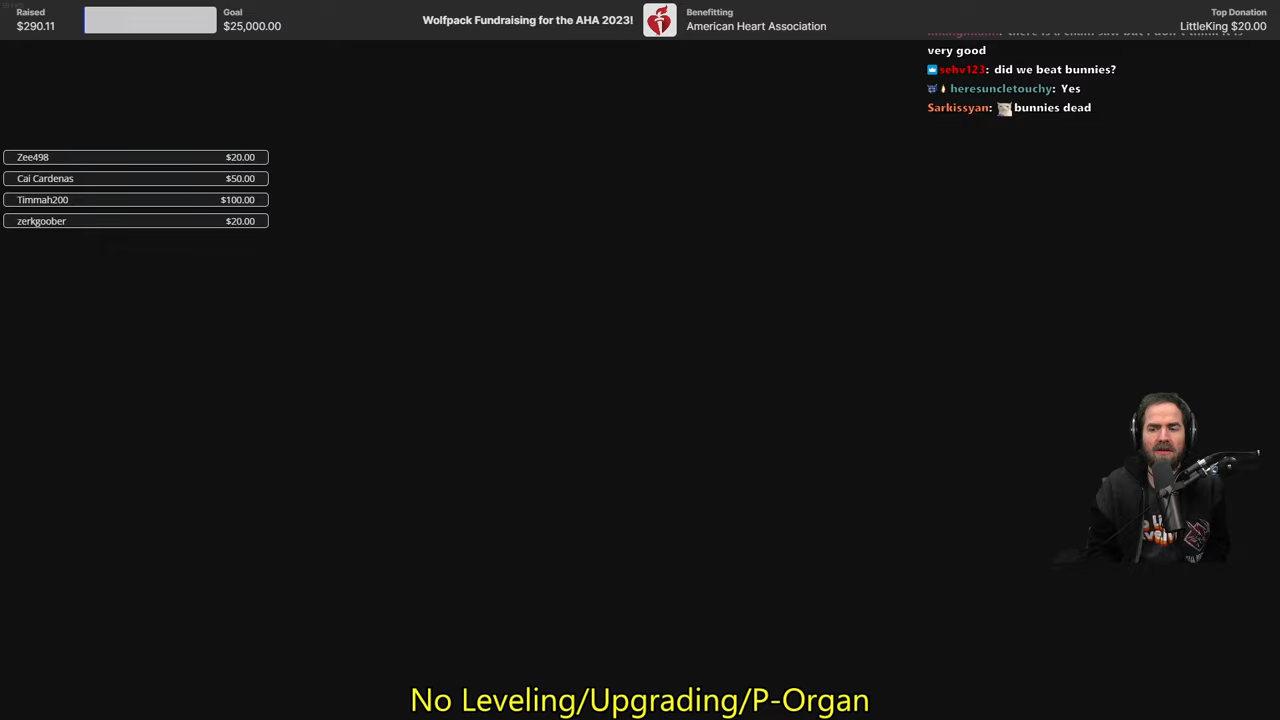 Raised
$290.11
Goal
$25,000.00
Wolfpack Fundraising for the AHA 2023!
Benefitting
American Heart Association
Top Donation
LittleKing $20.00
very good
sehv123: did we beat bunnies?
heresuncletouchy: Yes
Sarkissyan: bunnies dead
Zee498 $20.00
Cai Cardenas $50.00
Timmah200 $100.00
zerkgoober $20.00
No Leveling/Upgrading/P-Organ